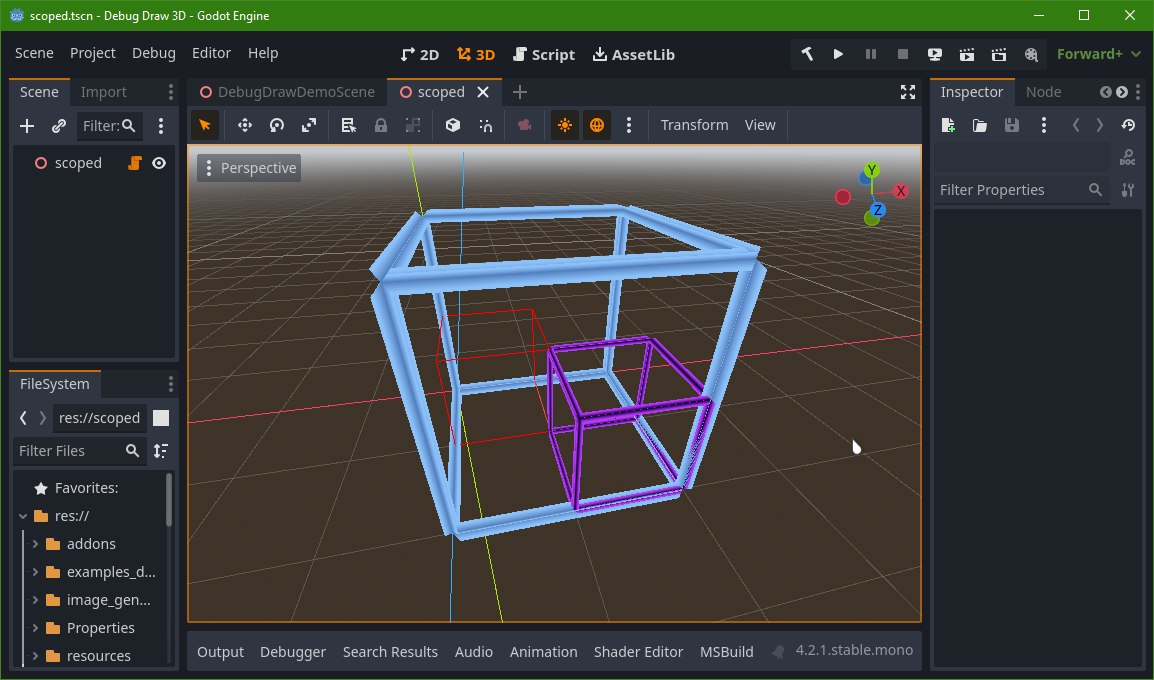 scoped.tscn - Debug Draw 3D - Godot Engine
Scene Project Debug Editor Help 2D 3D Script AssetLib Forward+
Scene Import DebugDrawDemoScene scoped Inspector Node
Filter: Transform View
scoped
Perspective
Y
X
Z
DOC
Filter Properties
FileSystem
res://scoped
Filter Files
Favorites:
res://
addons
examples_d...
image_gen...
Properties
resources
Output Debugger Search Results Audio Animation Shader Editor MSBuild 4.2.1.stable.mono